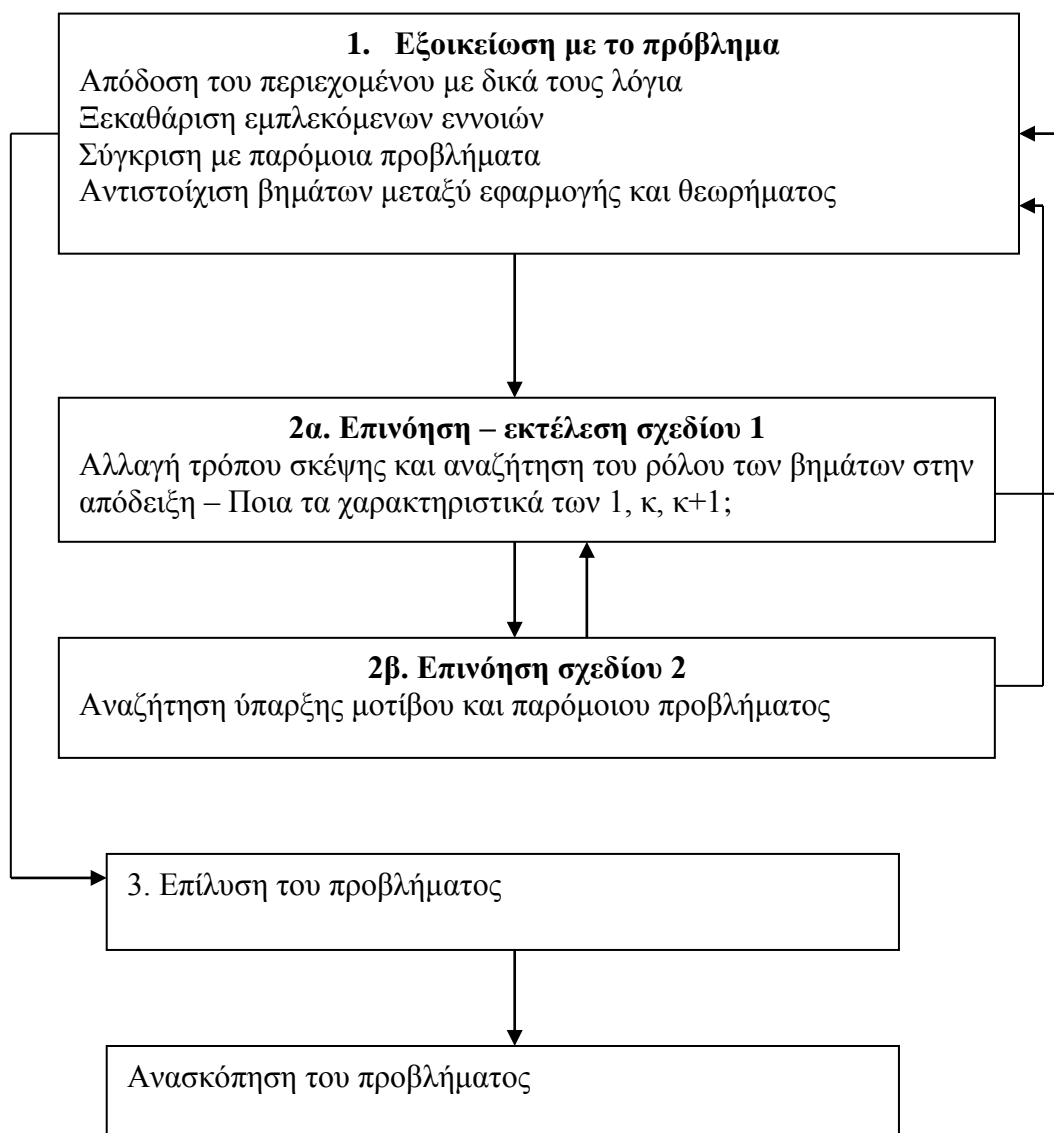 1. Εξοικείωση με το πρόβλημα
Απόδοση του περιεχομένου με δικά τους λόγια
Ξεκαθάριση εμπλεκόμενων εννοιών
Σύγκριση με παρόμοια προβλήματα
Αντιστοίχιση βημάτων μεταξύ εφαρμογής και θεωρήματος
2α. Επινόηση – εκτέλεση σχεδίου 1
Αλλαγή τρόπου σκέψης και αναζήτηση του ρόλου των βημάτων στην
απόδειξη – Ποια τα χαρακτηριστικά των 1, κ, κ+1;
2β. Επινόηση σχεδίου 2
Αναζήτηση ύπαρξης μοτίβου και παρόμοιου προβλήματος
3. Επίλυση του προβλήματος
Ανασκόπηση του προβλήματος